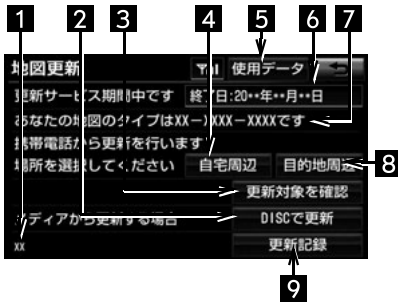 1 2 3 4 5 6 7
地図更新 使用データ
更新サービス期間中です 終了日:20**年**月**日
あなたの地図のタイプはXX-XXXX-XXXXです
携帯電話から更新を行います
場所を選択してください 自宅周辺 目的地周辺 8
更新対象を確認
メディアから更新する場合 DISCで更新
XX 更新記録
9